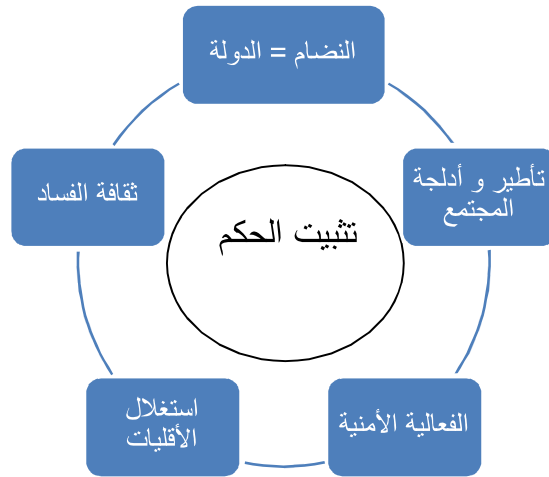 النضام = الدولة
تأطير و أدلجة
المجتمع
الفعالية الأمنية
استغلال
الأقليات
ثقافة الفساد
تثبيت الحكم